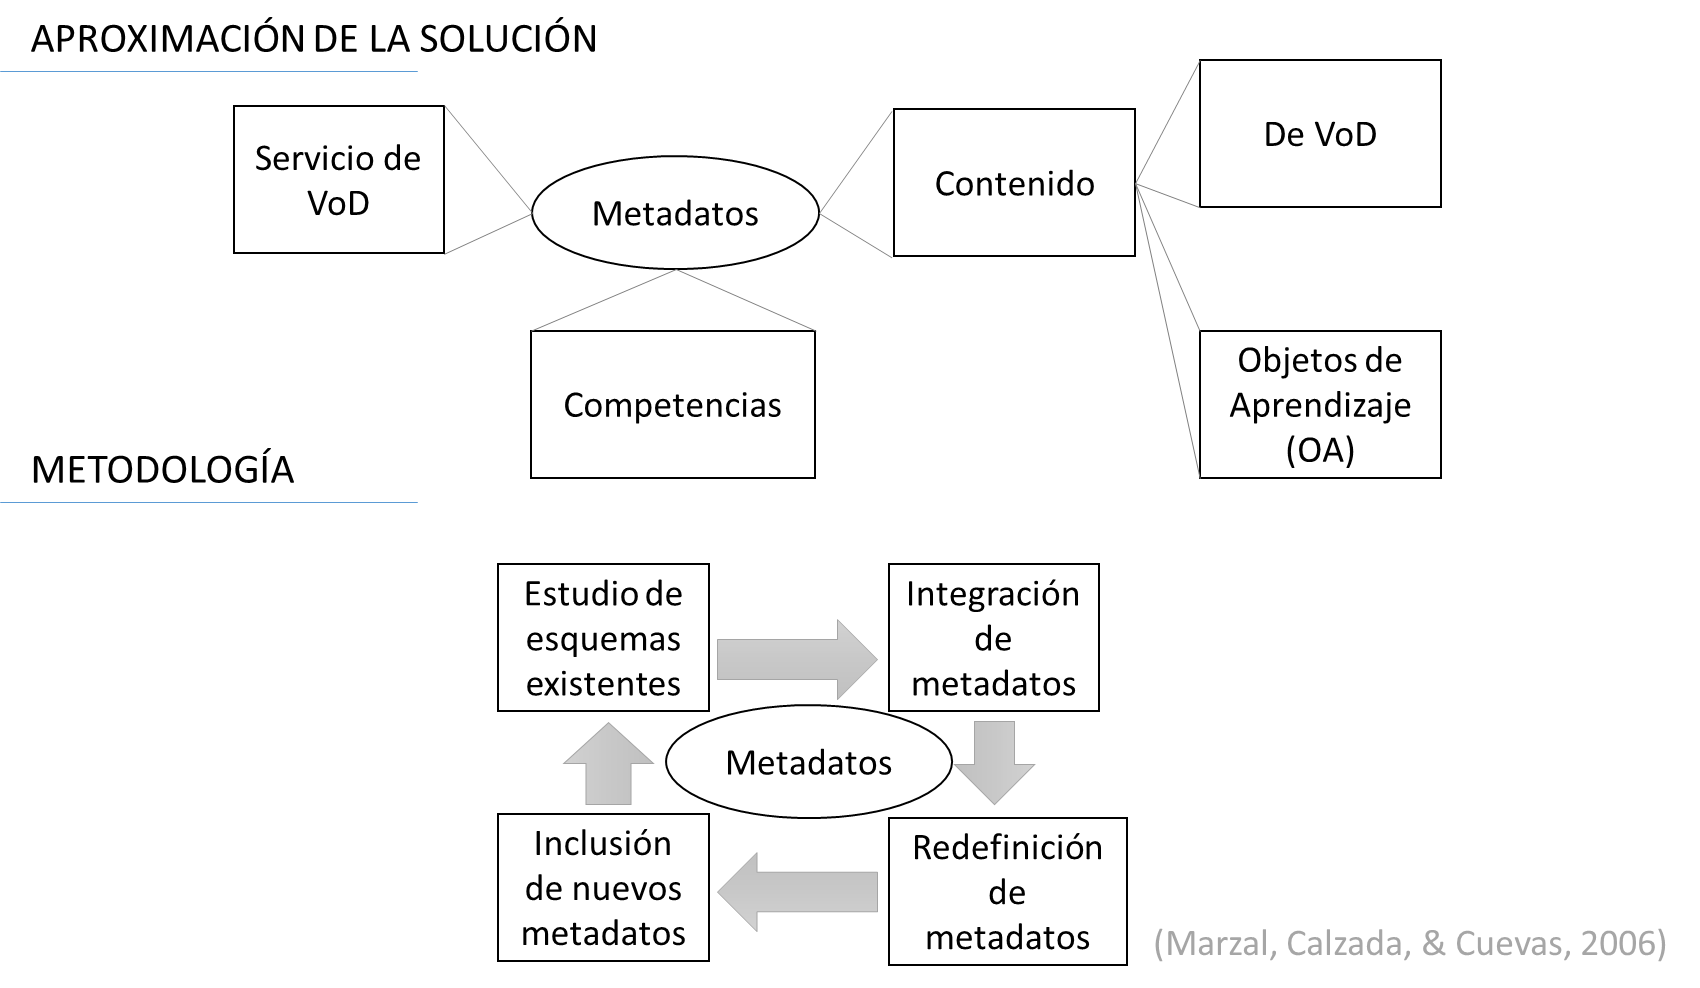 APROXIMACIÓN DE LA SOLUCIÓN
Servicio de
VoD
Metadatos
Contenido
De VoD
Competencias
Objetos de
Aprendizaje
(OA)
METODOLOGÍA
Estudio de
esquemas
existentes
Integración
de
metadatos
Metadatos
Inclusión
de nuevos
metadatos
Redefinición
de
metadatos
(Marzal, Calzada, & Cuevas, 2006)